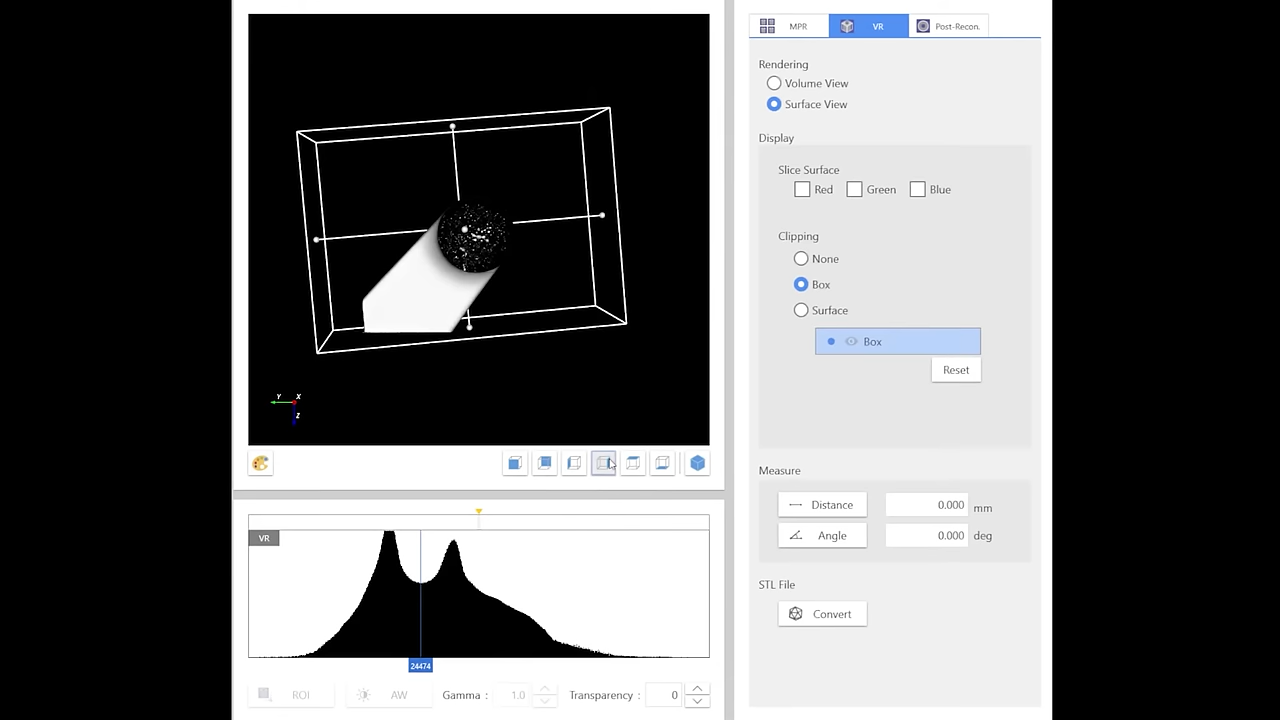 MPR VR Post-Recon.
Rendering
Volume View
Surface View
Display
Slice Surface
Red Green Blue
Clipping
None
Box
Surface
Box
Reset
Y X
Z
Measure
Distance 0.000 mm
Angle 0.000 deg
STL File
Convert
VR
24474
ROI AW Gamma : 1.0 Transparency : 0